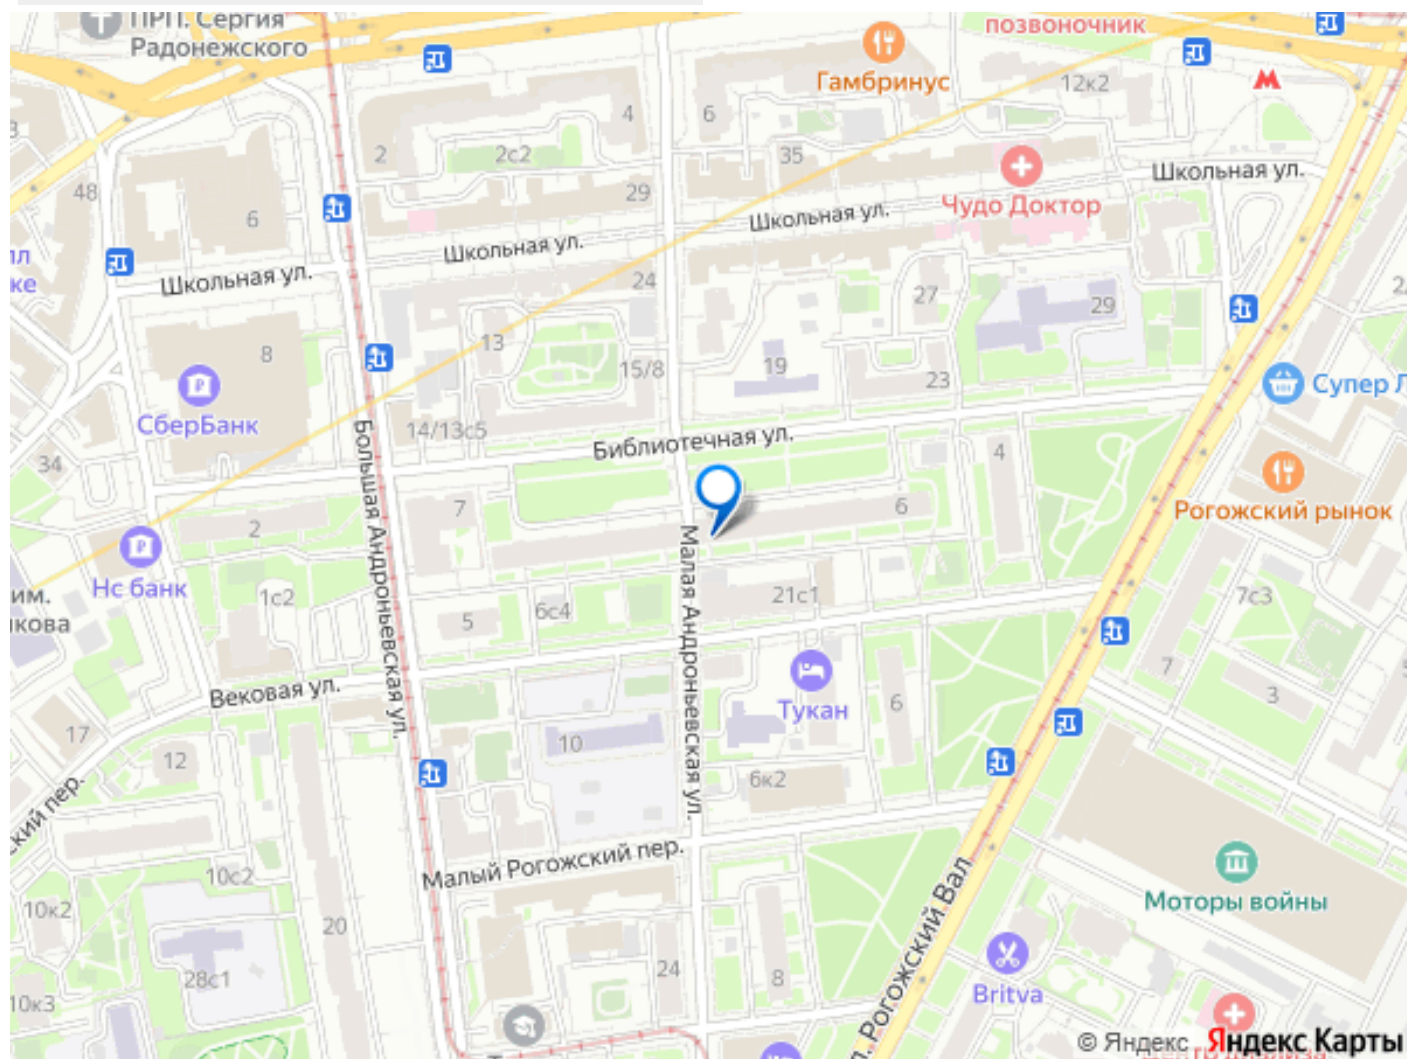 ПРП. Сергия
Радонежского
позвоночник
Гамбринус
12к2
4
6
2
2с2
35
Школьная ул.
48
29
Чудо Доктор
6
Школьная ул.
Школьная ул.
Школьная ул.
24
27
29
13
8
15/8
19
23
СберБанк
Супер
14/13с5
Библиотечная ул.
34
4
Большая Андроньевская ул.
7
6
Рогожский рынок
2
Нс банк
Малая Андроньевская ул.
1с2
6с4
21с1
7с3
5
7
Вековая ул.
3
Тукан
6
17
10
12
6к2
Малый Рогожский пер.
10с2
Моторы войны
10к2
20
24
8
28с1
Britva
10к3
Рогожский Вал
© Яндекс Яндекс Карты